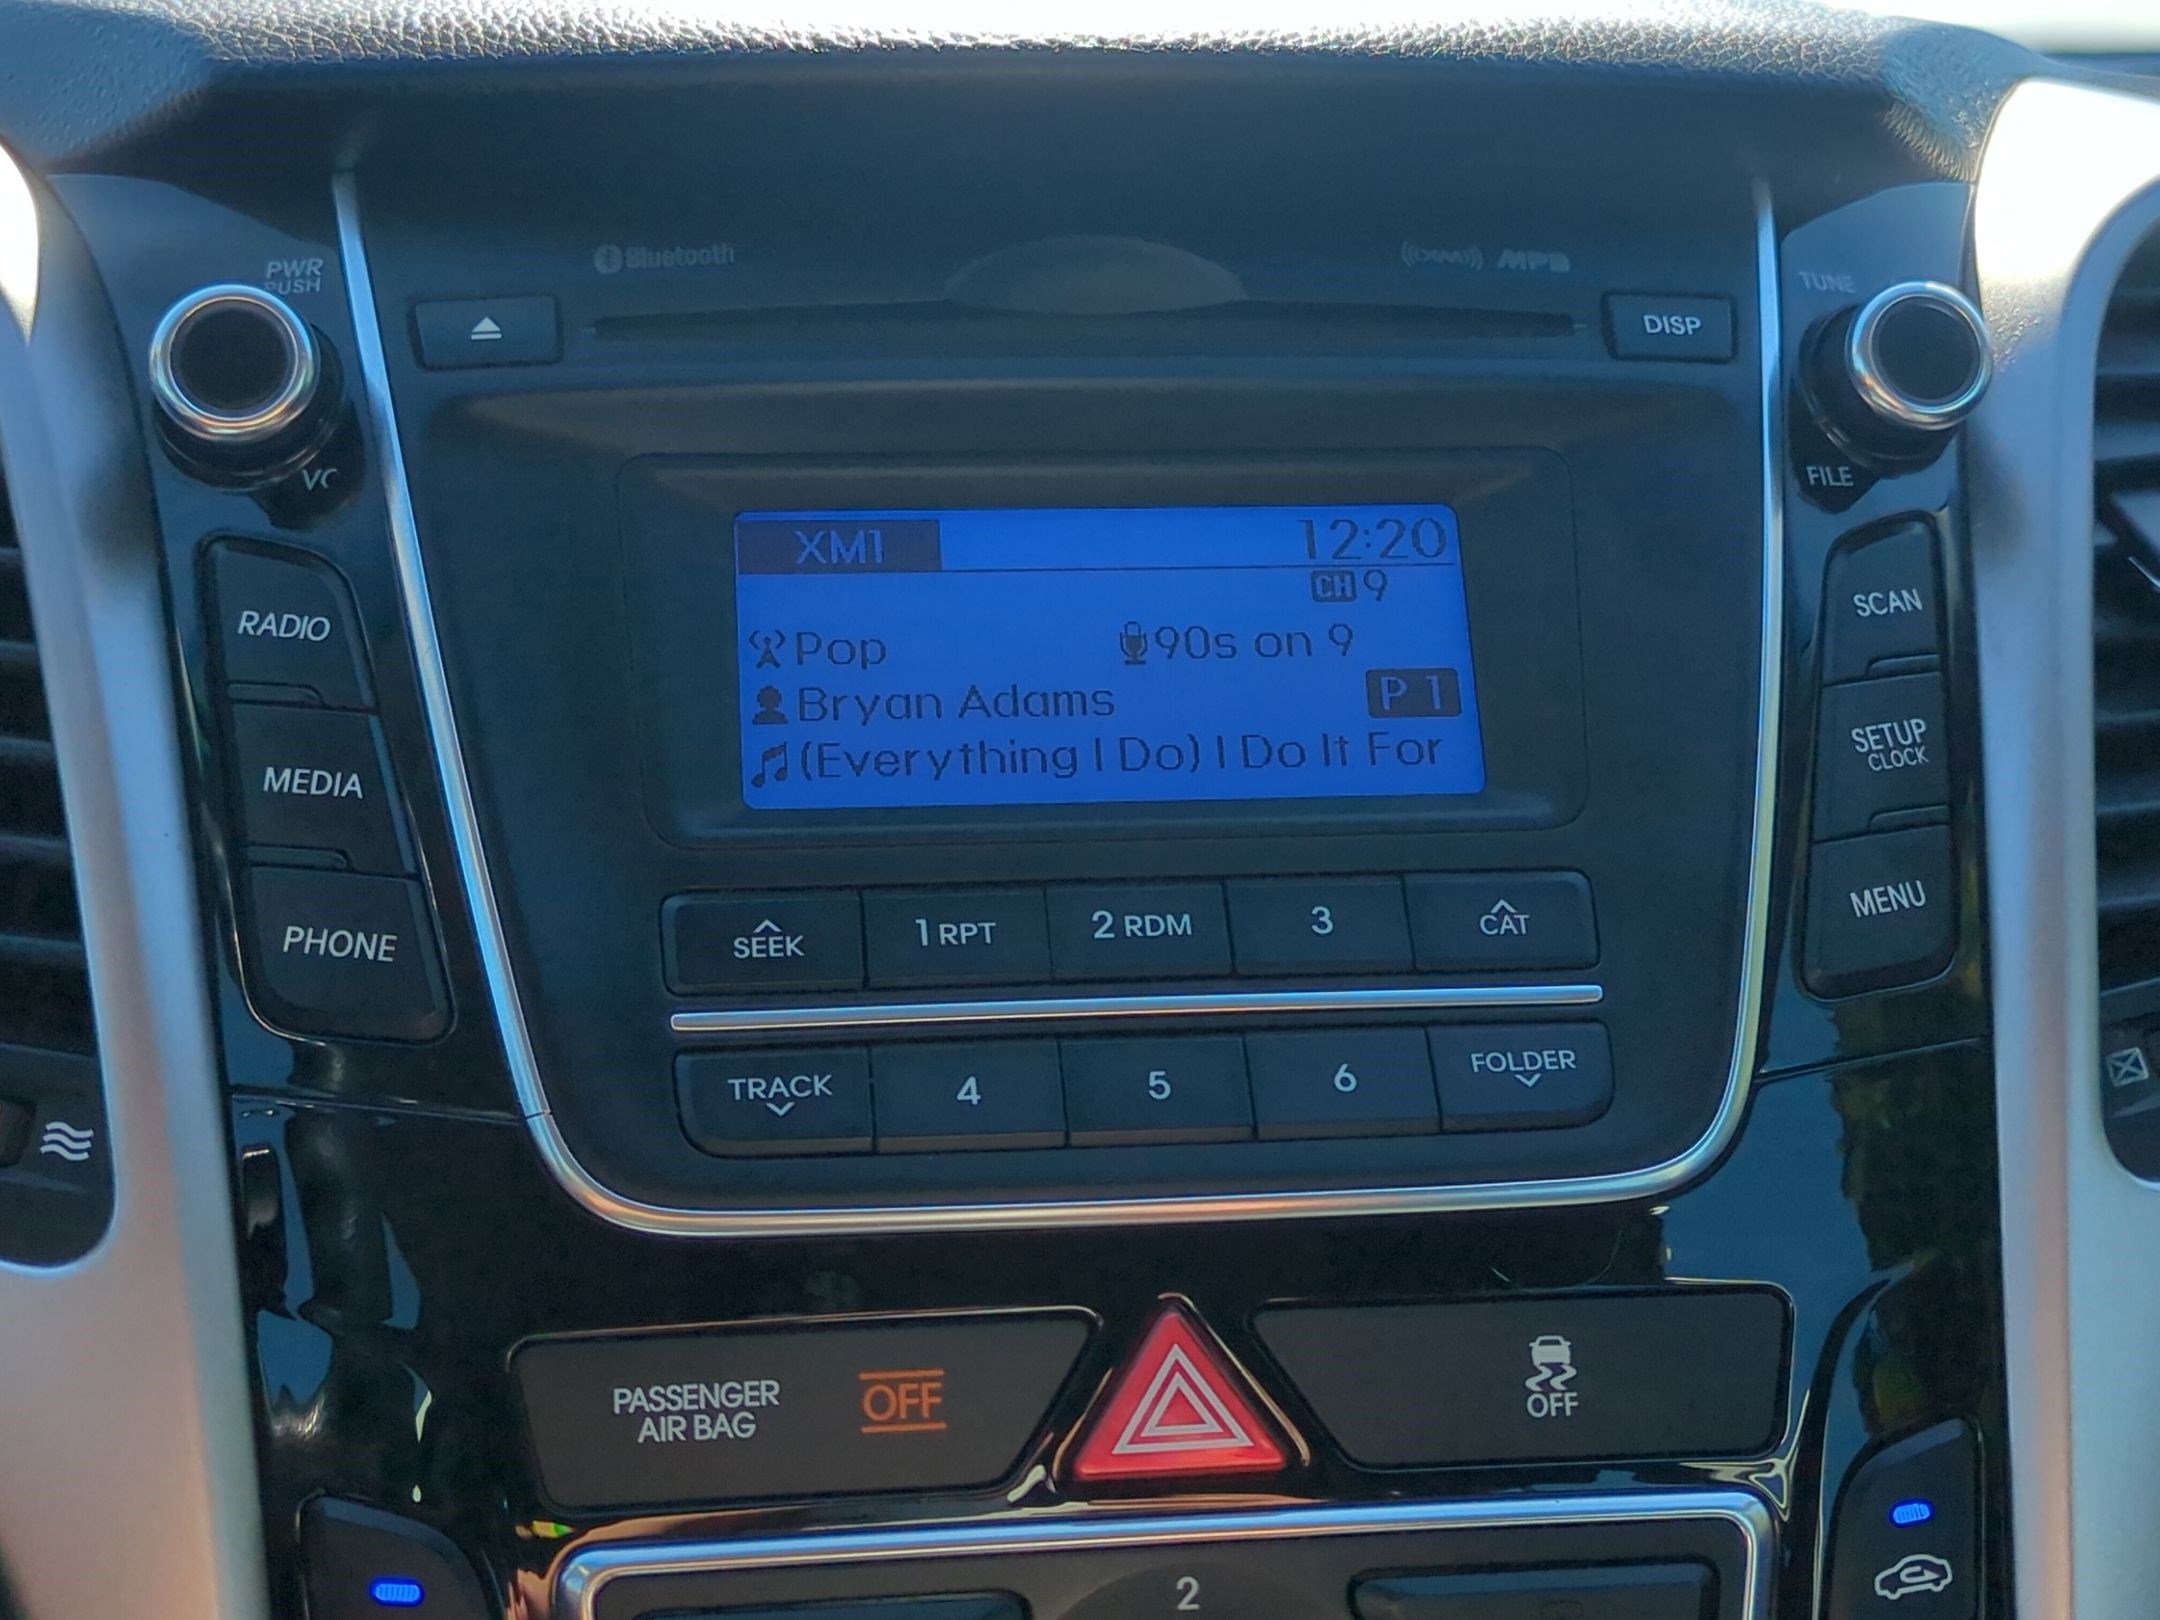 PWR
PUSH
Bluetooth
XM
MP3
TUNE
DISP
VO
FILE
XM1 12:20
CH 9
Pop 90s on 9
Bryan Adams P 1
(Everything I Do) I Do It For
RADIO
MEDIA
PHONE
SCAN
SETUP
CLOCK
MENU
SEEK 1 RPT 2 RDM 3 CAT
TRACK 4 5 6 FOLDER
PASSENGER
AIR BAG
OFF
OFF
2